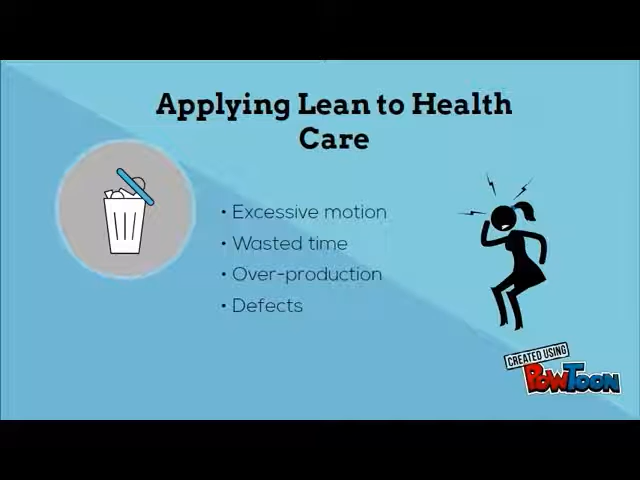 Applying Lean to Health
Care
• Excessive motion
• Wasted time
• Over-production
• Defects
CREATED USING
POWTOON